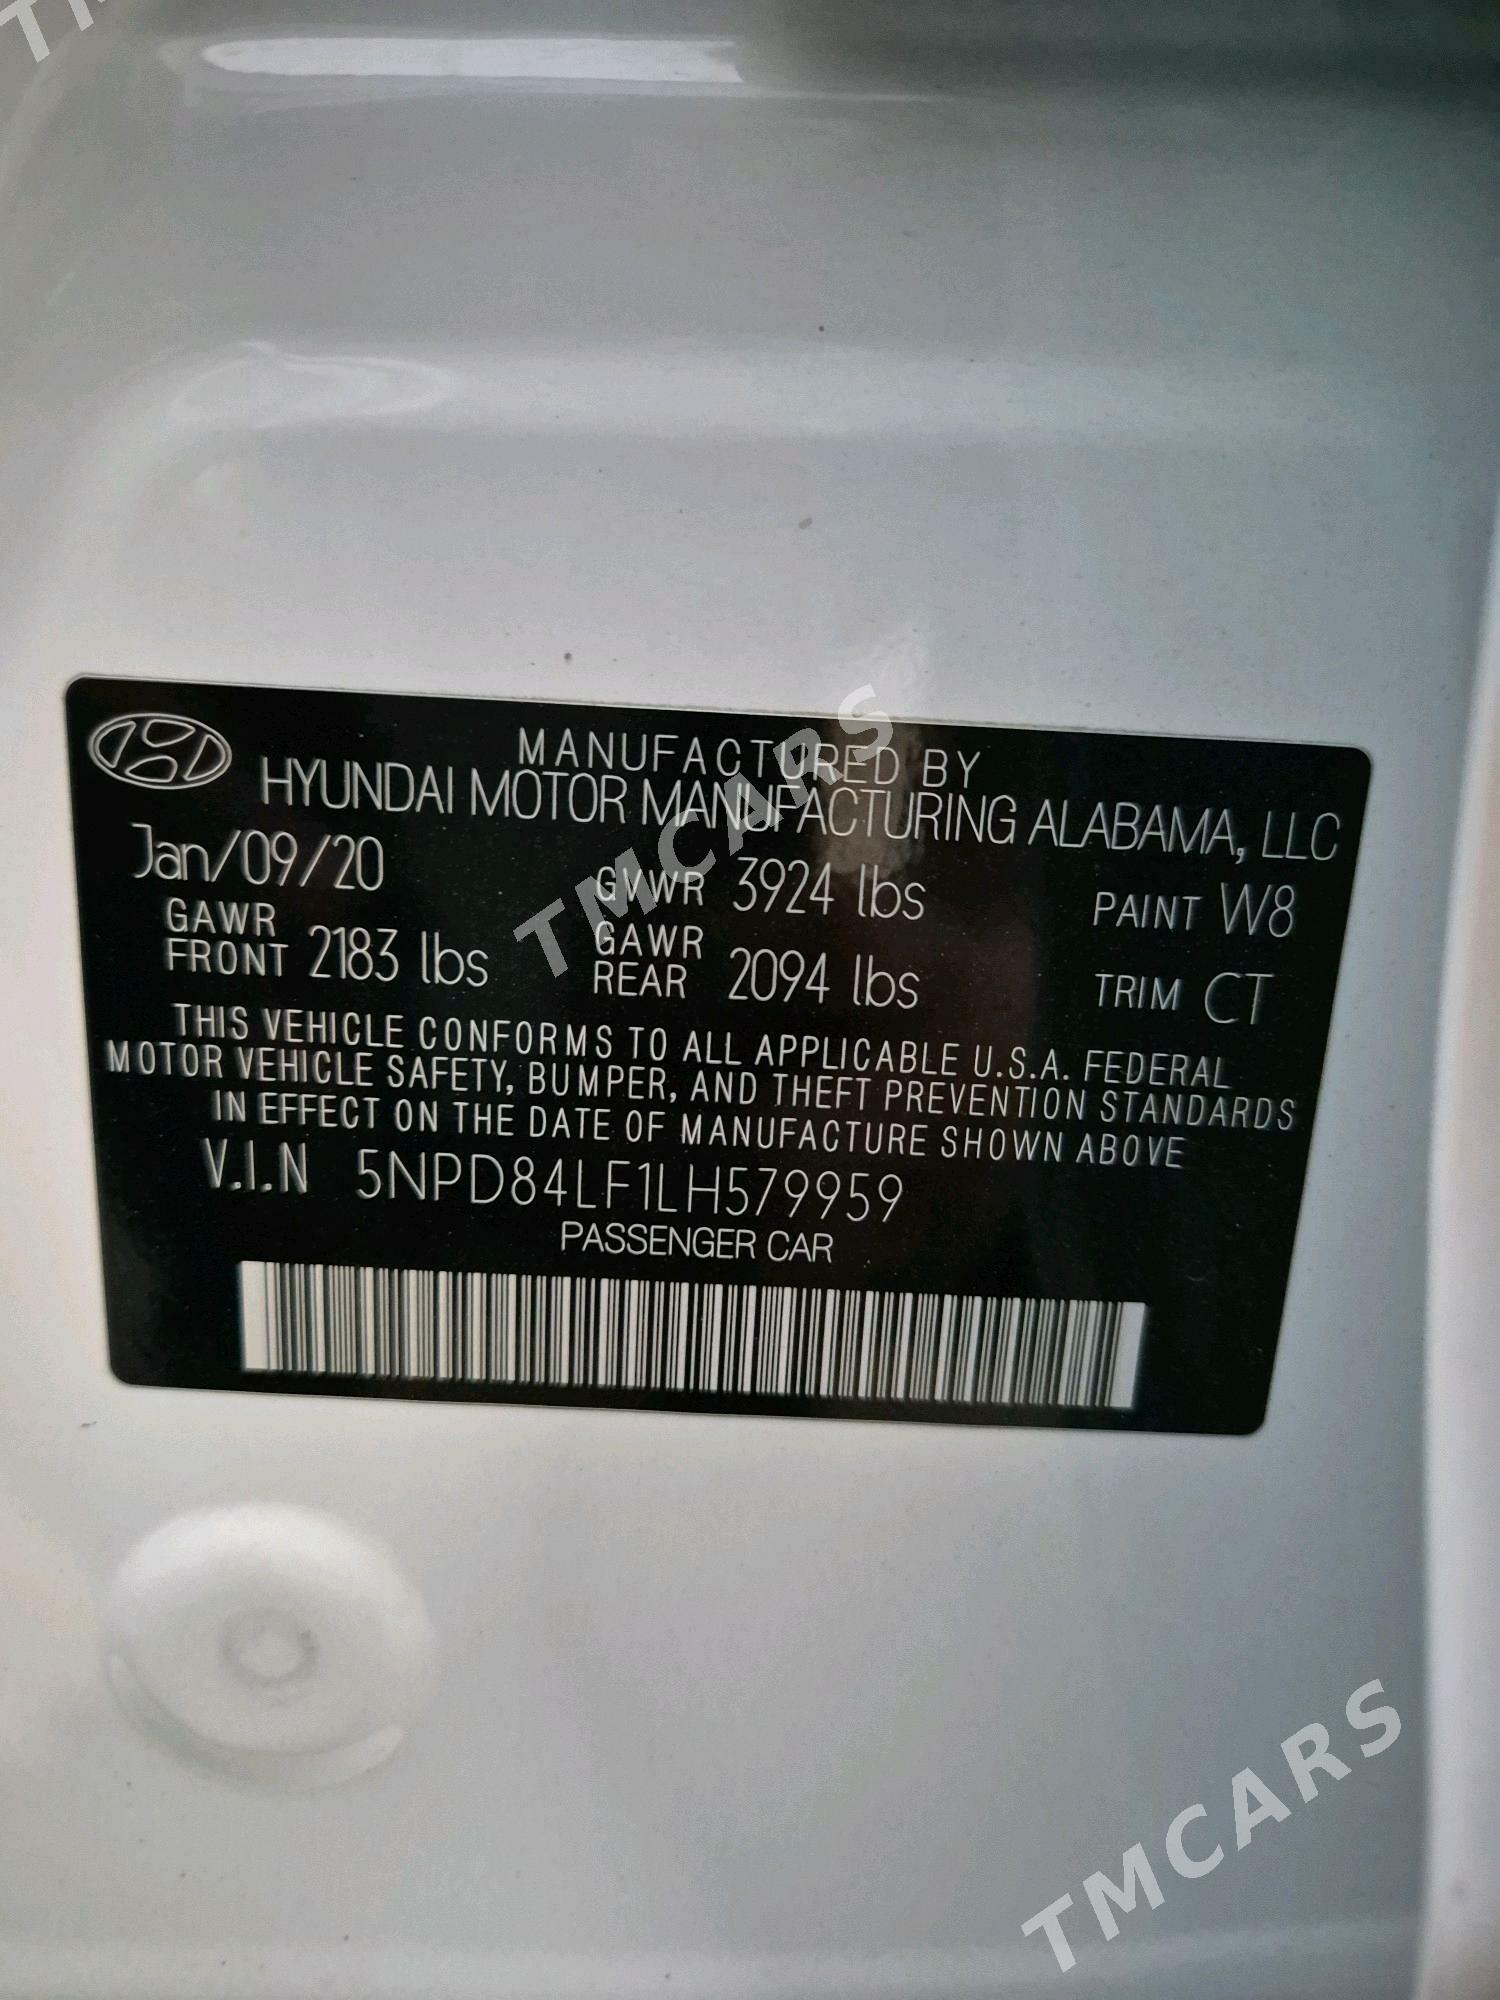 MANUFACTURED BY
HYUNDAI MOTOR MANUFACTURING ALABAMA, LLC
Jan/09/20 GVWR 3924 lbs PAINT W8
GAWR FRONT 2183 lbs GAWR REAR 2094 lbs TRIM CT
THIS VEHICLE CONFORMS TO ALL APPLICABLE U.S.A. FEDERAL
MOTOR VEHICLE SAFETY, BUMPER, AND THEFT PREVENTION STANDARDS
IN EFFECT ON THE DATE OF MANUFACTURE SHOWN ABOVE
V.I.N 5NPD84LF1LH579959
PASSENGER CAR
TMCARS
TMCARS